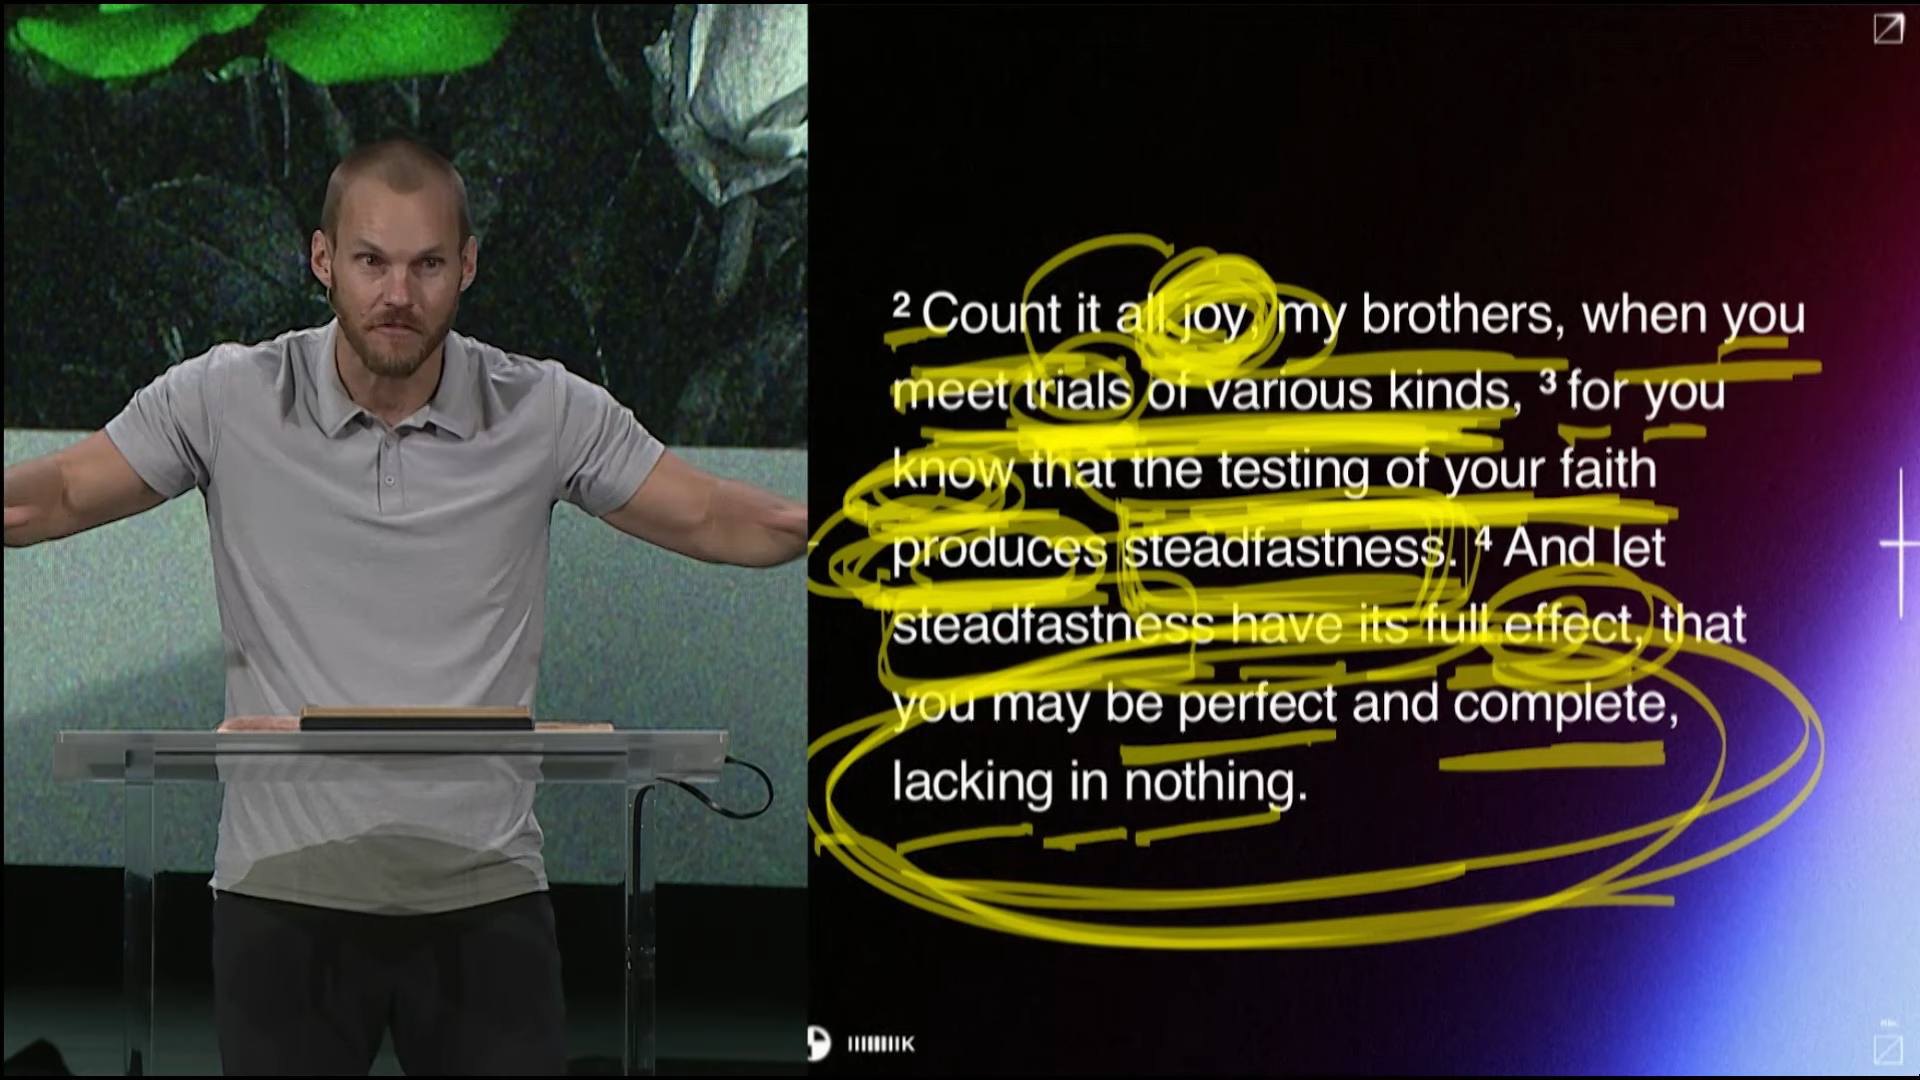 ² Count it all joy, my brothers, when you
meet trials of various kinds, ³ for you
know that the testing of your faith
produces steadfastness. ⁴ And let
steadfastness have its full effect, that
you may be perfect and complete,
lacking in nothing.